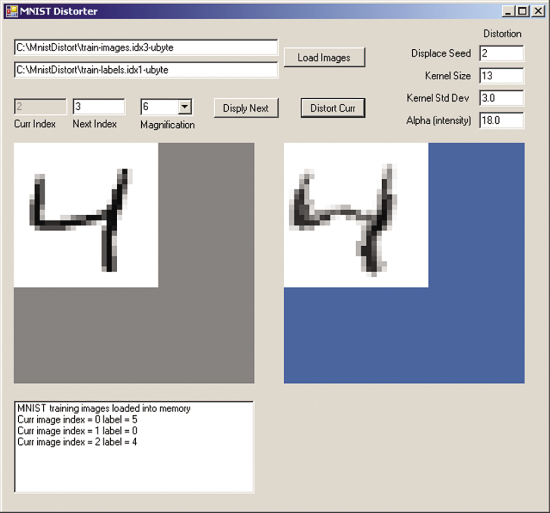 MNIST Distorter
Distortion
C:\MnistDistort\train-images.idx3-ubyte
Load Images
Displace Seed 2
C:\MnistDistort\train-labels.idx1-ubyte
Kernel Size 13
2 3 6 Disply Next Distort Curr
Kernel Std Dev 3.0
Curr Index Next Index Magnification
Alpha (intensity) 18.0
4 4
MNIST training images loaded into memory
Curr image index = 0 label = 5
Curr image index = 1 label = 0
Curr image index = 2 label = 4